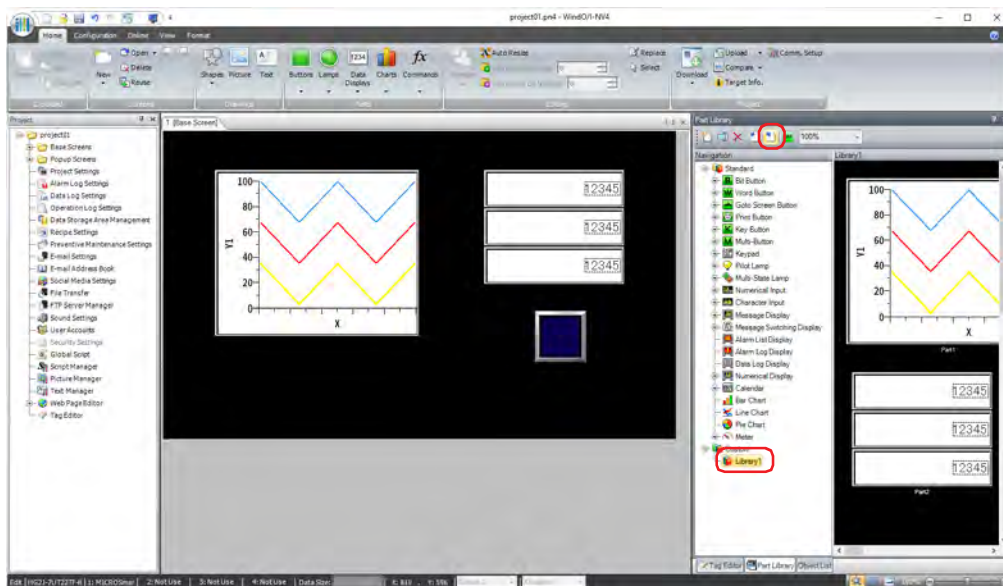 project01.pn4 - WindO/I-NV4
Home Configuration Online View Format
New
Open
Delete
Reuse
Shapes Picture Text
Buttons Lamps Data Displays Charts Commands
1234
fx
Auto Resize
Replace
Select
Download
Upload
Compare
Target Info.
Comm. Setup
Project
project01
Base Screens
Popup Screens
Project Settings
Alarm Log Settings
Data Log Settings
Operation Log Settings
Data Storage Area Management
Recipe Settings
Preventive Maintenance Settings
E-mail Settings
E-mail Address Book
Social Media Settings
File Transfer
FTP Server Manager
Sound Settings
User Accounts
Security Settings
Global Script
Script Manager
Picture Manager
Text Manager
Web Page Editor
Tag Editor
1 [Base Screen]
100
80
60
40
20
0
Y1
X
12345
12345
12345
Part Library
100%
Navigation
Standard
Bit Button
Word Button
Goto Screen Button
Print Button
Key Button
Multi-Button
Keypad
Pilot Lamp
Multi-State Lamp
Numerical Input
Character Input
Message Display
Message Switching Display
Alarm List Display
Alarm Log Display
Data Log Display
Numerical Display
Calendar
Bar Chart
Line Chart
Pie Chart
Meter
Custom
Library1
Library1
100
80
60
40
20
0
Y1
X
Part1
12345
12345
12345
Part2
Tag Editor Part Library Object List
2: Not Use 3: Not Use 4: Not Use Data Size: